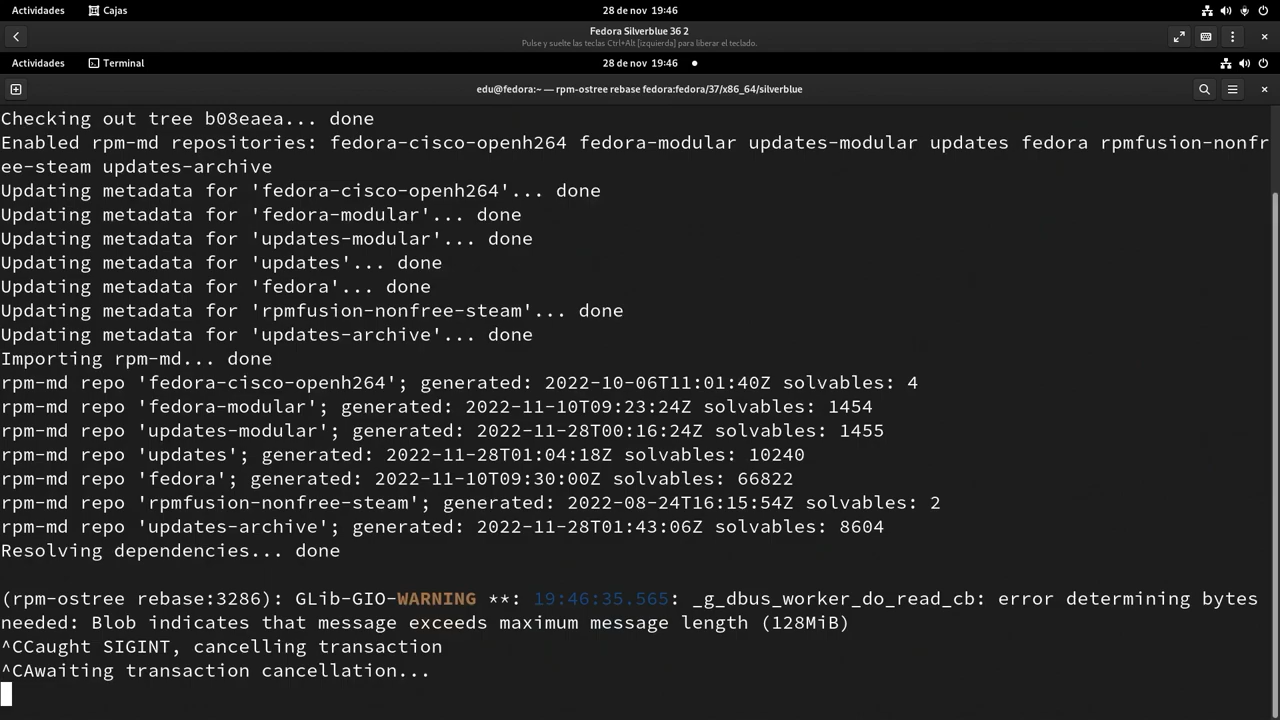 Actividades Cajas 28 de nov 19:46
Fedora Silverblue 36 2
Pulse y suelte las teclas Ctrl+Alt [izquierda] para liberar el teclado.
Actividades Terminal 28 de nov 19:46
edu@fedora:~ — rpm-ostree rebase fedora:fedora/37/x86_64/silverblue
Checking out tree b08eaea... done
Enabled rpm-md repositories: fedora-cisco-openh264 fedora-modular updates-modular updates fedora rpmfusion-nonfr
ee-steam updates-archive
Updating metadata for 'fedora-cisco-openh264'... done
Updating metadata for 'fedora-modular'... done
Updating metadata for 'updates-modular'... done
Updating metadata for 'updates'... done
Updating metadata for 'fedora'... done
Updating metadata for 'rpmfusion-nonfree-steam'... done
Updating metadata for 'updates-archive'... done
Importing rpm-md... done
rpm-md repo 'fedora-cisco-openh264'; generated: 2022-10-06T11:01:40Z solvables: 4
rpm-md repo 'fedora-modular'; generated: 2022-11-10T09:23:24Z solvables: 1454
rpm-md repo 'updates-modular'; generated: 2022-11-28T00:16:24Z solvables: 1455
rpm-md repo 'updates'; generated: 2022-11-28T01:04:18Z solvables: 10240
rpm-md repo 'fedora'; generated: 2022-11-10T09:30:00Z solvables: 66822
rpm-md repo 'rpmfusion-nonfree-steam'; generated: 2022-08-24T16:15:54Z solvables: 2
rpm-md repo 'updates-archive'; generated: 2022-11-28T01:43:06Z solvables: 8604
Resolving dependencies... done
(rpm-ostree rebase:3286): GLib-GIO-WARNING **: 19:46:35.565: _g_dbus_worker_do_read_cb: error determining bytes
needed: Blob indicates that message exceeds maximum message length (128MiB)
^CCaught SIGINT, cancelling transaction
^CAwaiting transaction cancellation...